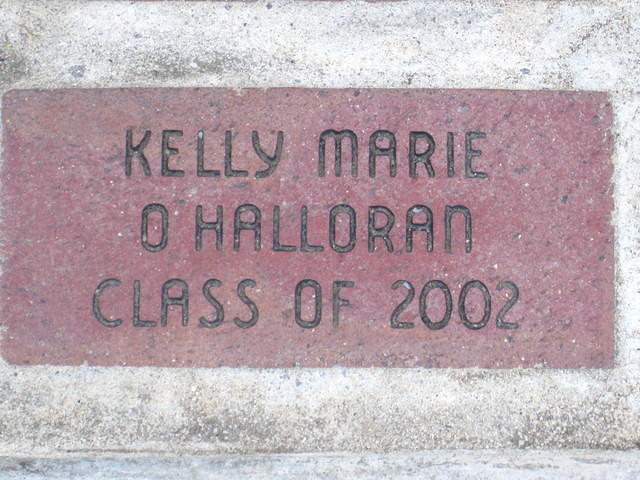 KELLY MARIE
O HALLORAN
CLASS OF 2002